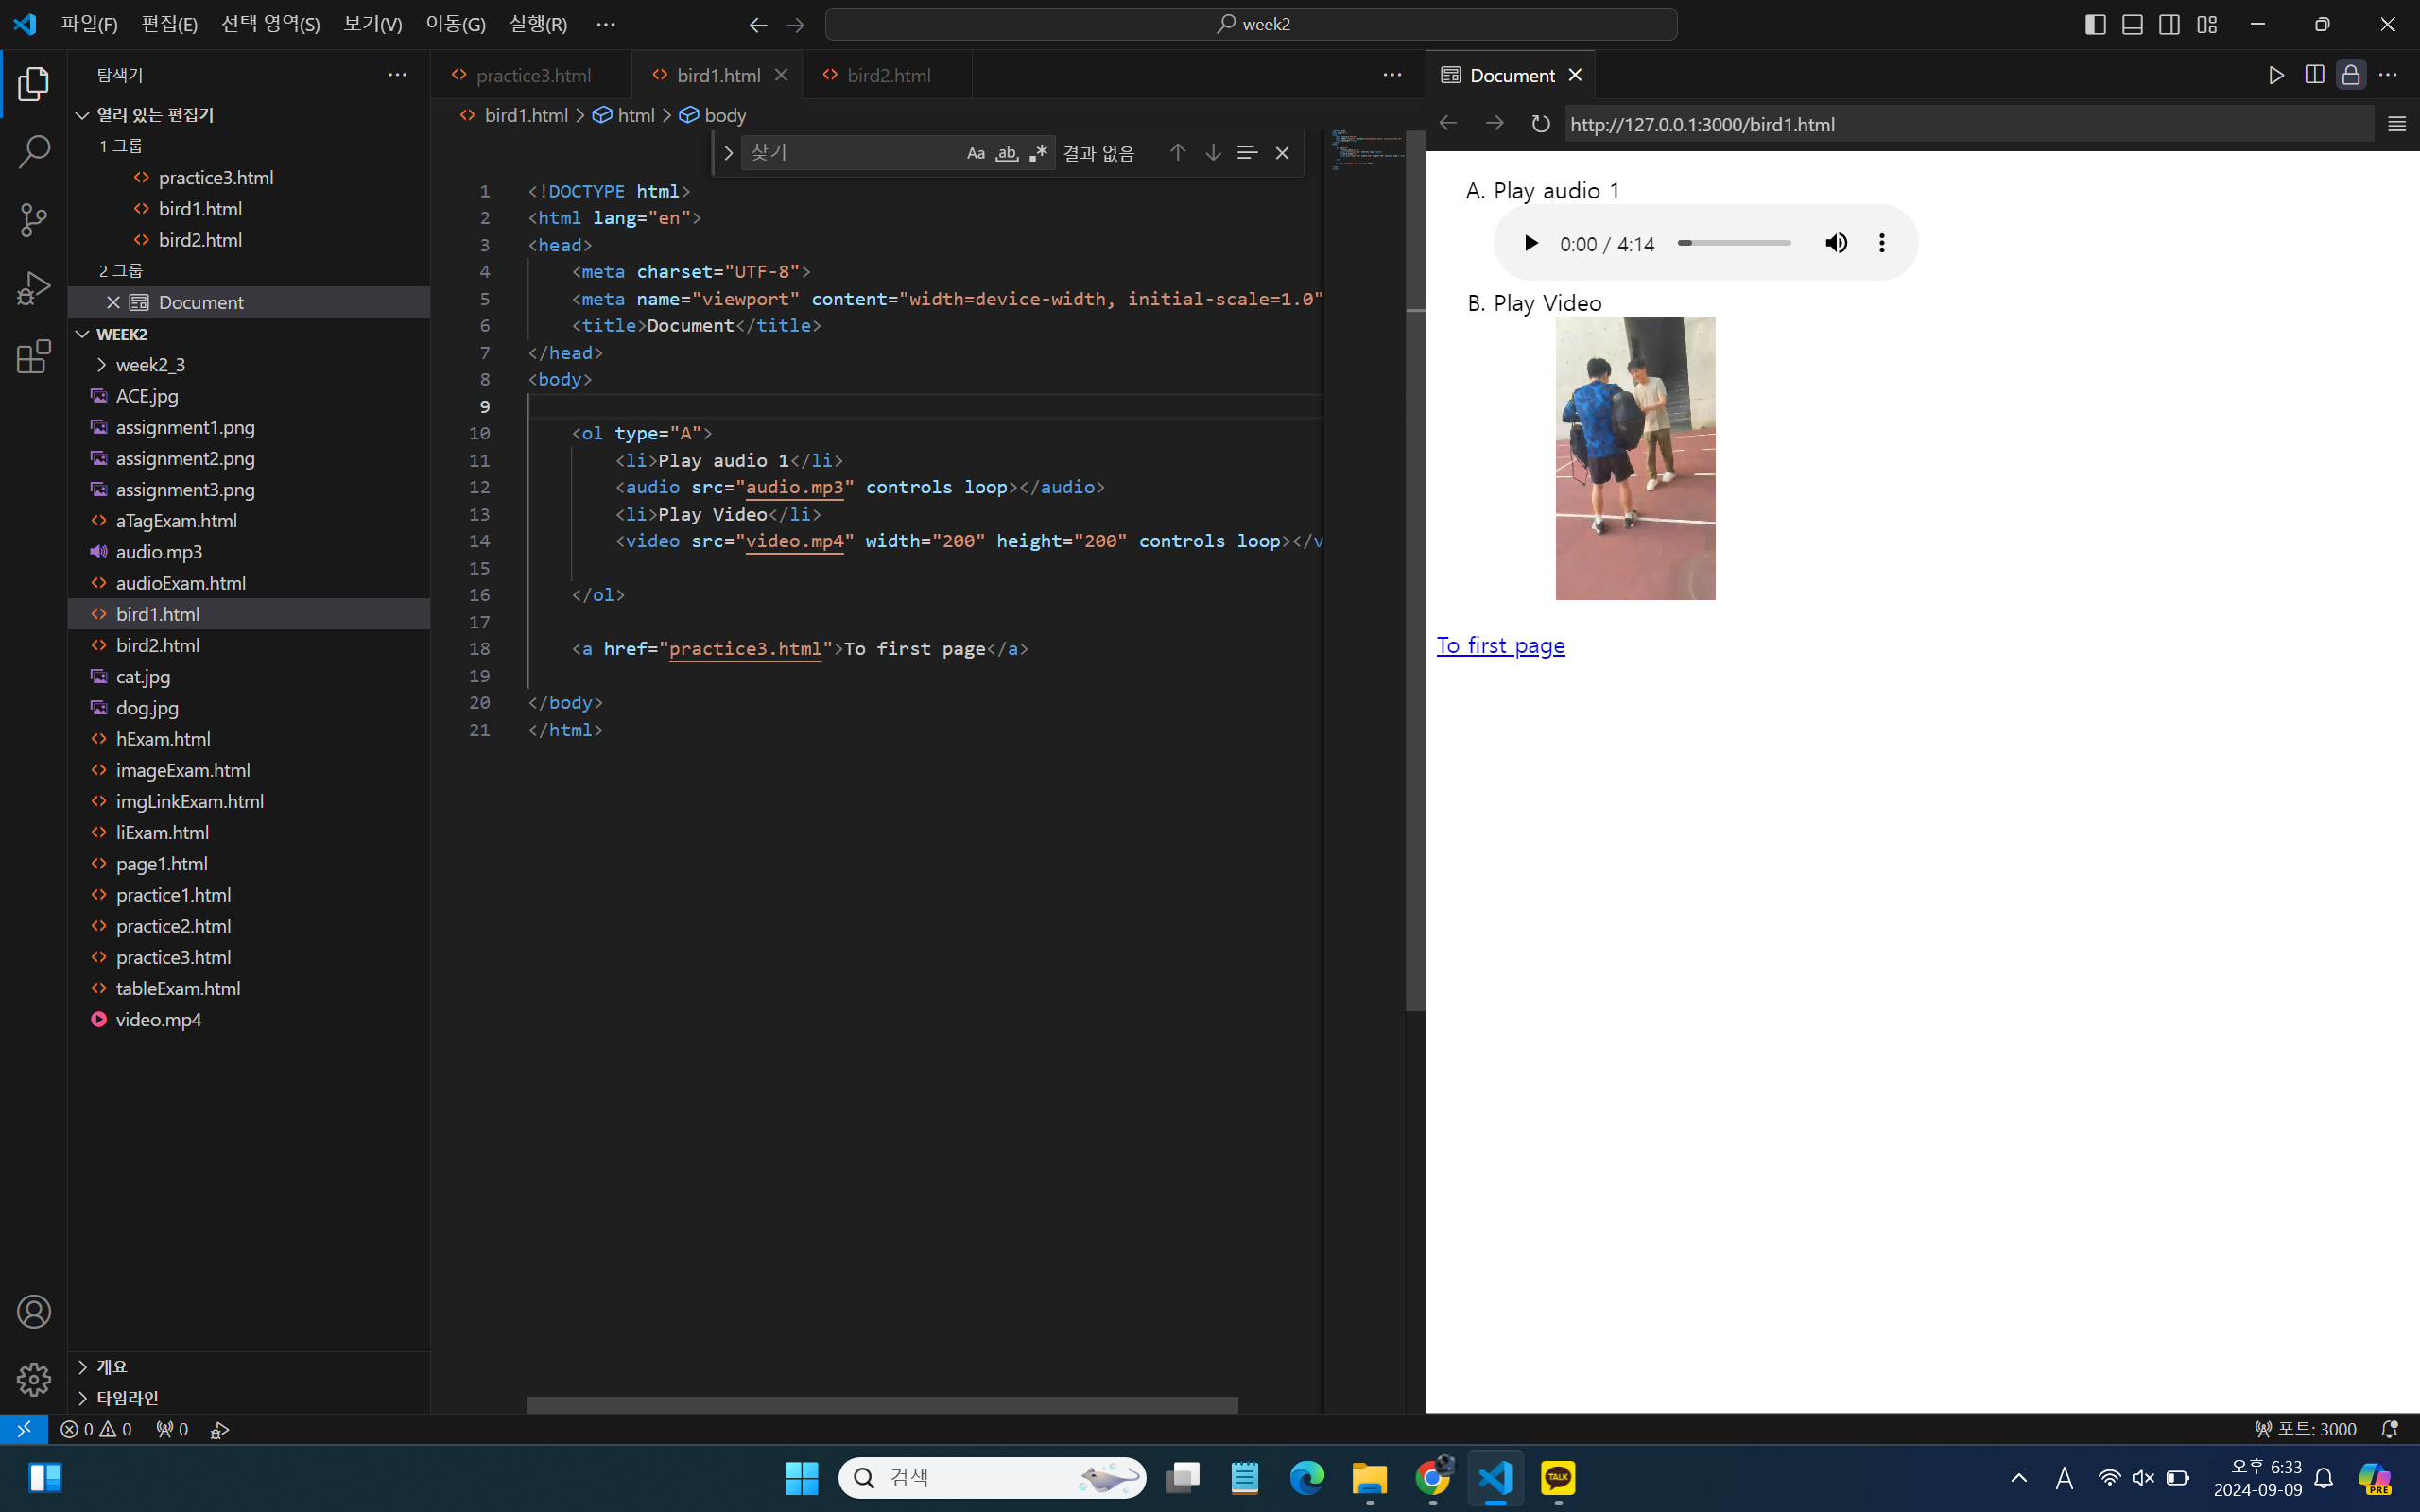 파일(F) 편집(E) 선택 영역(S) 보기(V) 이동(G) 실행(R) ··· week2
탐색기
열려 있는 편집기
1 그룹
practice3.html
bird1.html
bird2.html
2 그룹
Document
WEEK2
week2_3
ACE.jpg
assignment1.png
assignment2.png
assignment3.png
aTagExam.html
audio.mp3
audioExam.html
bird1.html
bird2.html
cat.jpg
dog.jpg
hExam.html
imageExam.html
imgLinkExam.html
liExam.html
page1.html
practice1.html
practice2.html
practice3.html
tableExam.html
video.mp4
개요
타임라인
practice3.html bird1.html bird2.html
bird1.html > html > body
찾기 Aa ab .* 결과 없음
1 <!DOCTYPE html>
2 <html lang="en">
3 <head>
4 <meta charset="UTF-8">
5 <meta name="viewport" content="width=device-width, initial-scale=1.0"
6 <title>Document</title>
7 </head>
8 <body>
9
10 <ol type="A">
11 <li>Play audio 1</li>
12 <audio src="audio.mp3" controls loop></audio>
13 <li>Play Video</li>
14 <video src="video.mp4" width="200" height="200" controls loop></v
15
16 </ol>
17
18 <a href="practice3.html">To first page</a>
19
20 </body>
21 </html>
Document
http://127.0.0.1:3000/bird1.html
A. Play audio 1
0:00 / 4:14
B. Play Video
To first page
0 0 0 포트: 3000
검색 TALK A 오후 6:33
2024-09-09
PRE